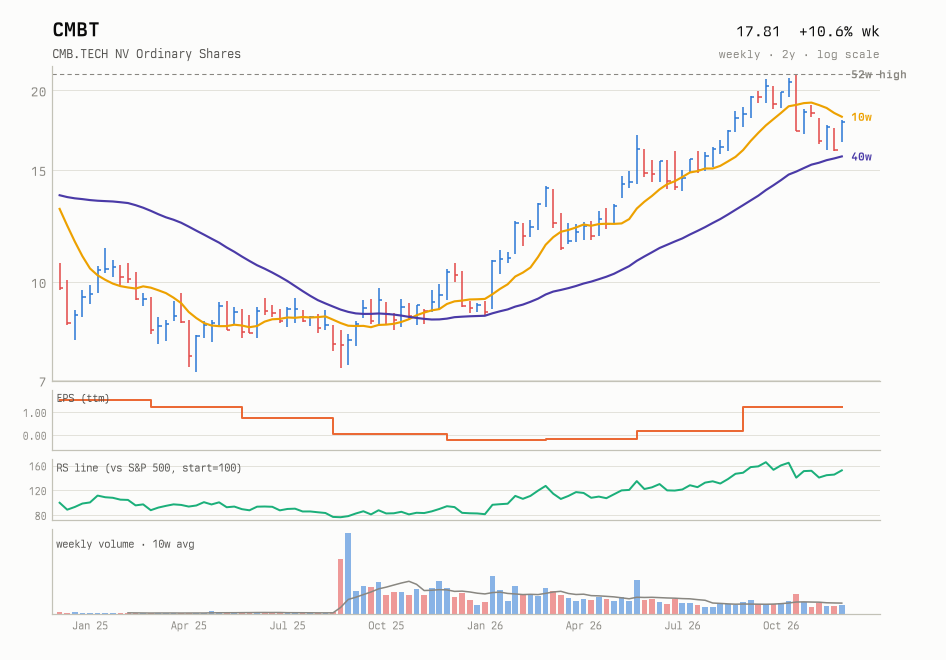 CMBT
17.81 +10.6% wk
CMB.TECH NV Ordinary Shares
weekly · 2y · log scale
52w high
20
10w
40w
15
10
7
EPS (ttm)
1.00
0.00
RS line (vs S&P 500, start=100)
160
120
80
weekly volume · 10w avg
Jan 25 Apr 25 Jul 25 Oct 25 Jan 26 Apr 26 Jul 26 Oct 26